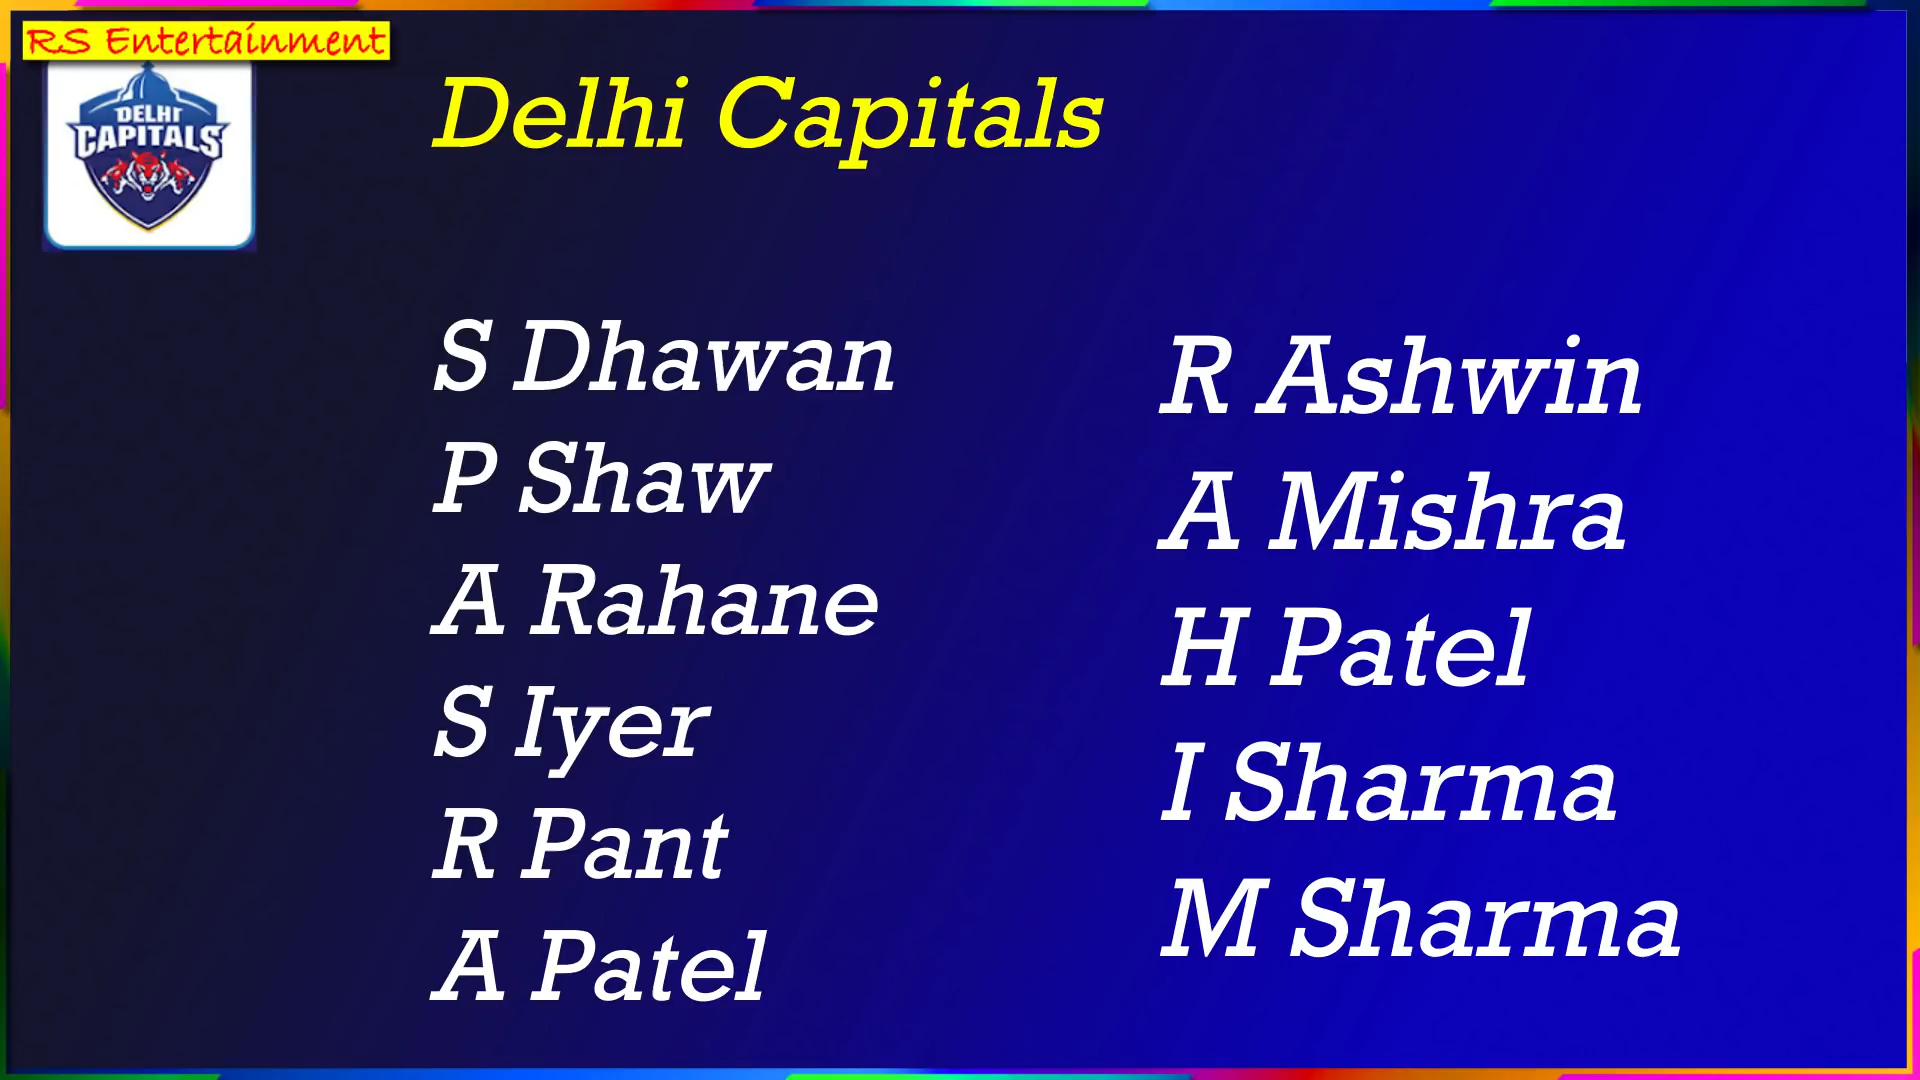 RS Entertainment
DELHI
CAPITALS
Delhi Capitals
S Dhawan
P Shaw
A Rahane
S Iyer
R Pant
A Patel
R Ashwin
A Mishra
H Patel
I Sharma
M Sharma